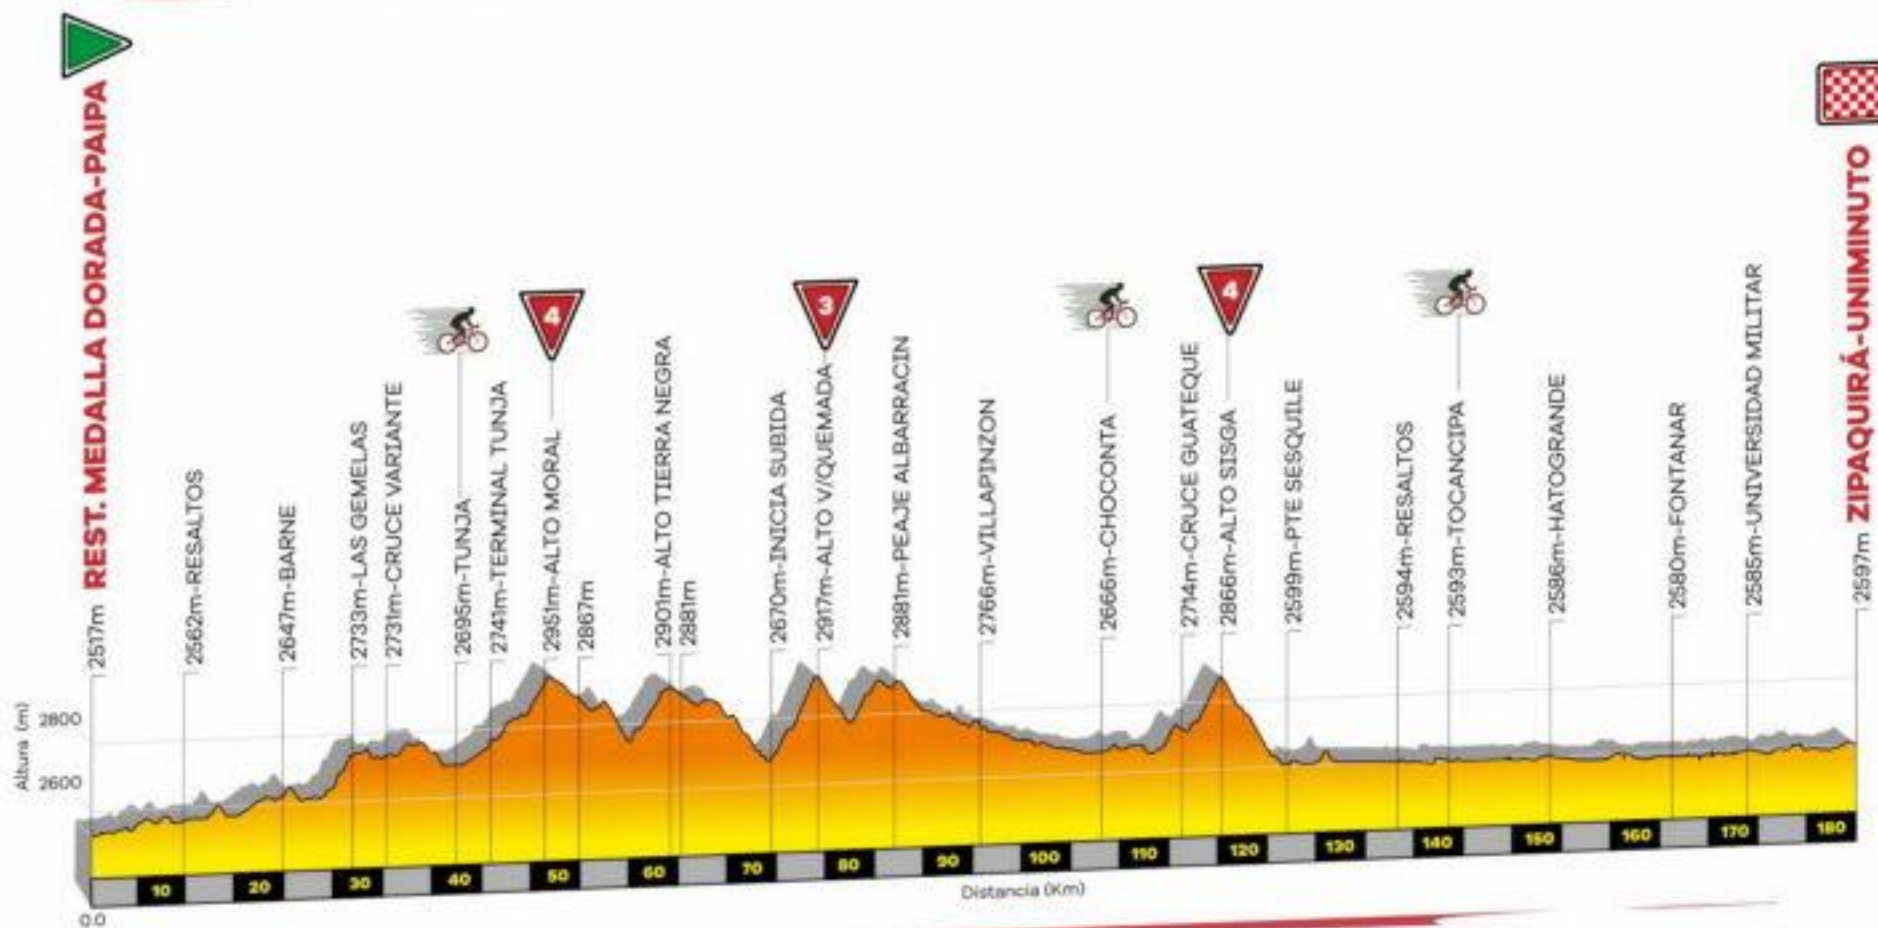 REST. MEDALLA DORADA-PAIPA
2517m
2562m-RESALTOS
2647m-BARNE
2733m-LAS GEMELAS
2731m-CRUCE VARIANTE
2695m-TUNJA
2741m-TERMINAL TUNJA
4
2951m-ALTO MORAL
2867m
2901m-ALTO TIERRA NEGRA
2881m
2670m-INICIA SUBIDA
3
2917m-ALTO V/QUEMADA
2881m-PEAJE ALBARRACIN
2766m-VILLAPINZON
2666m-CHOCONTA
2714m-CRUCE GUATEQUE
4
2866m-ALTO SISGA
2599m-PTE SESQUILE
2594m-RESALTOS
2593m-TOCANCIPA
2586m-HATOGRANDE
2580m-FONTANAR
2585m-UNIVERSIDAD MILITAR
2597m
ZIPAQUIRÁ-UNIMINUTO
Altura (m)
2800
2600
10 20 30 40 50 60 70 80 90 100 110 120 130 140 150 160 170 180
0.0
Distancia (Km)